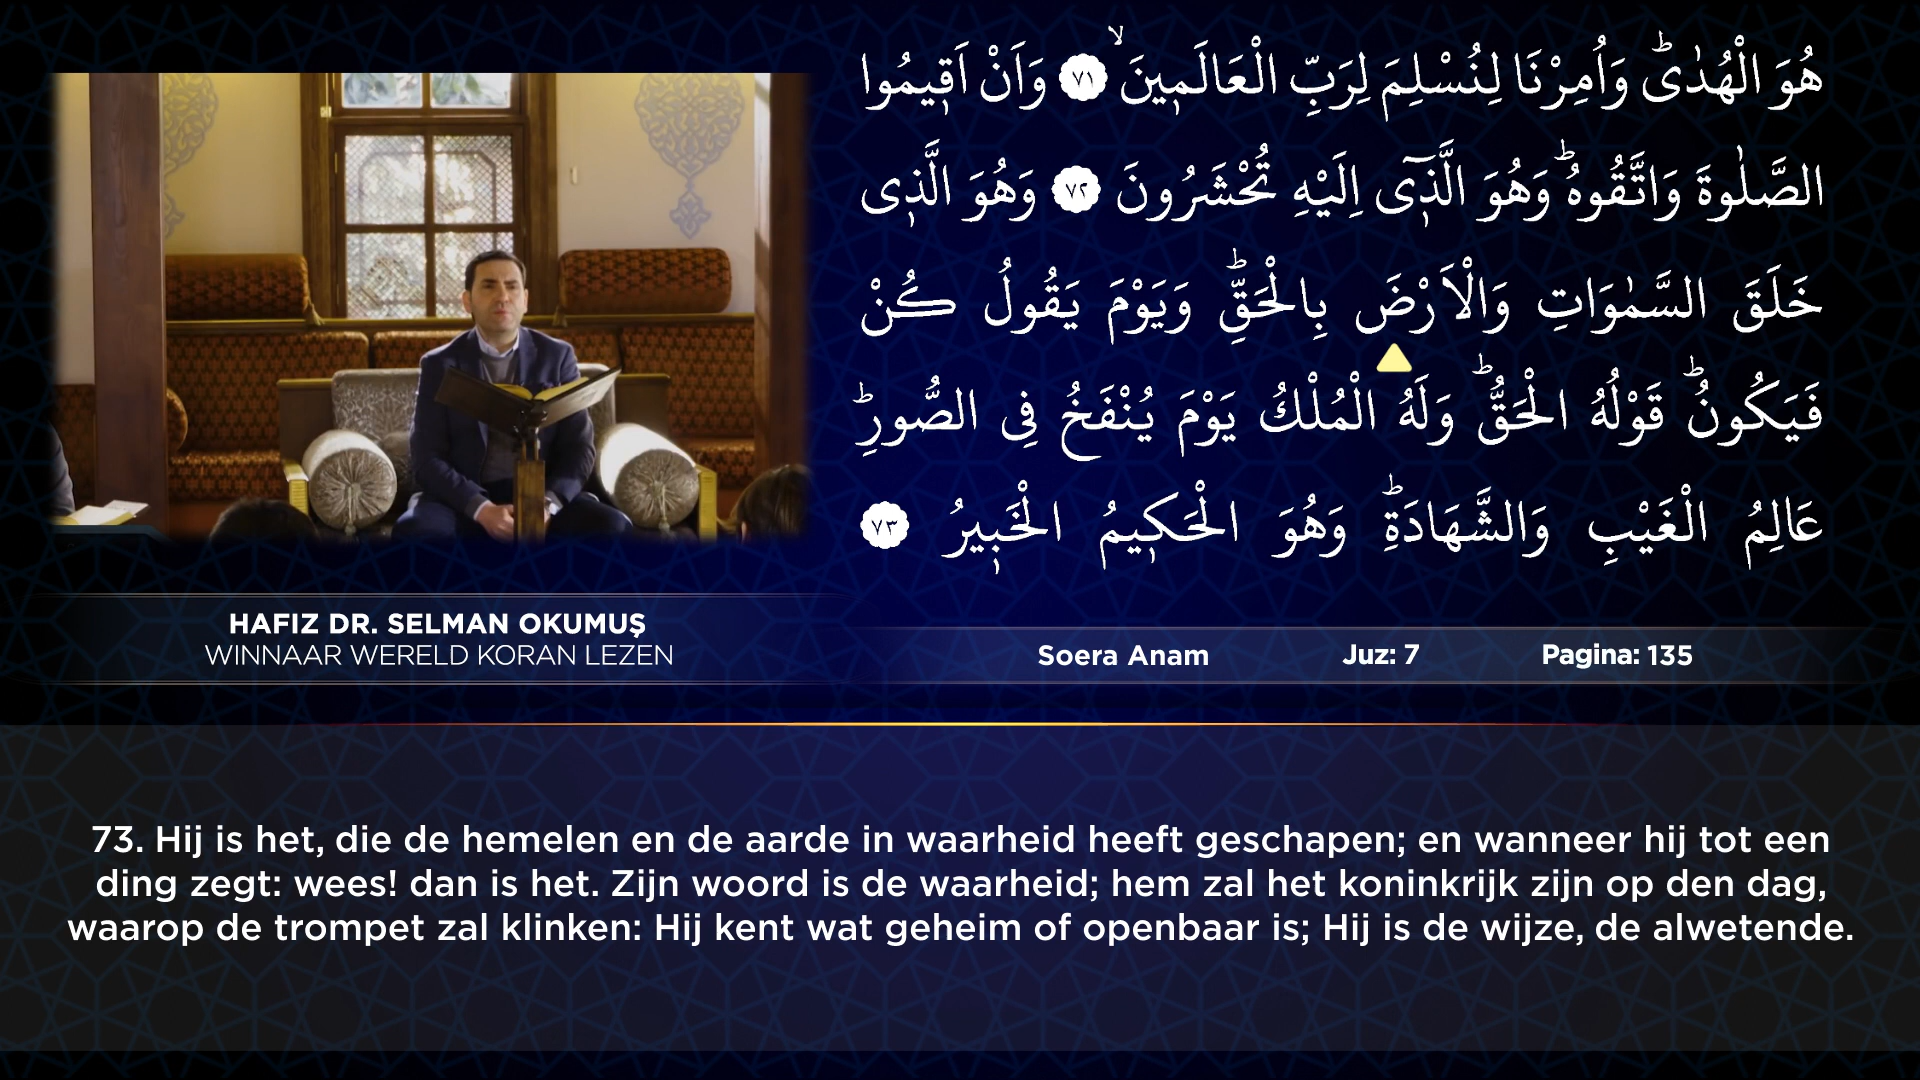 هُوَ الْهُدٰىۜ وَاُمِرْنَا لِنُسْلِمَ لِرَبِّ الْعَالَم۪ينَۙ ﴿٧١﴾ وَاَنْ اَق۪يمُوا
الصَّلٰوةَ وَاتَّقُوهُۜ وَهُوَ الَّذ۪ٓى اِلَيْهِ تُحْشَرُونَ ﴿٧٢﴾ وَهُوَ الَّذ۪ى
خَلَقَ السَّمٰوَاتِ وَالْاَرْضَ بِالْحَقِّۜ وَيَوْمَ يَقُولُ كُنْ
فَيَكُونُۜ قَوْلُهُ الْحَقُّۜ وَلَهُ الْمُلْكُ يَوْمَ يُنْفَخُ فِى الصُّورِۜ
عَالِمُ الْغَيْبِ وَالشَّهَادَةِۜ وَهُوَ الْحَك۪يمُ الْخَب۪يرُ ﴿٧٣﴾
HAFIZ DR. SELMAN OKUMUŞ
WINNAAR WERELD KORAN LEZEN
Soera Anam Juz: 7 Pagina: 135
73. Hij is het, die de hemelen en de aarde in waarheid heeft geschapen; en wanneer hij tot een
ding zegt: wees! dan is het. Zijn woord is de waarheid; hem zal het koninkrijk zijn op den dag,
waarop de trompet zal klinken: Hij kent wat geheim of openbaar is; Hij is de wijze, de alwetende.